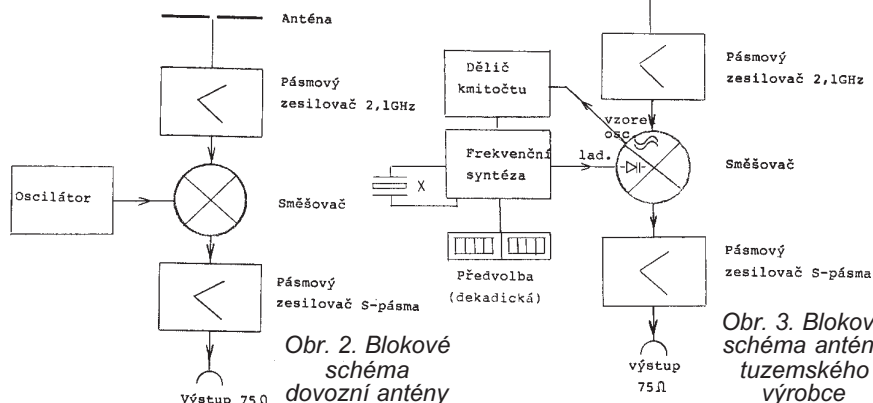 Anténa
Pásmový
zesilovač 2,1GHz
Oscilátor
Směšovač
Pásmový
zesilovač S-pásma
Výstup 75Ω
Obr. 2. Blokové
schéma
dovozní antény
Dělič
kmitočtu
Frekvenční
syntéza
X
Předvolba
(dekadická)
Pásmový
zesilovač 2,1GHz
vzorek
osc.
lad.
Směšovač
Pásmový
zesilovač S-pásma
výstup
75Ω
Obr. 3. Blokov
schéma antén
tuzemského
výrobce